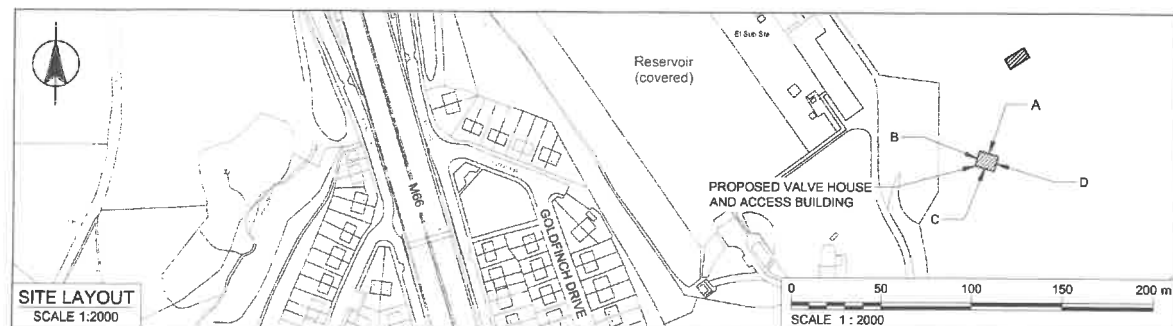 El Sub Sta
Reservoir
(covered)
A
B
D
C
PROPOSED VALVE HOUSE
AND ACCESS BUILDING
M66
GOLDFINCH DRIVE
SITE LAYOUT
SCALE 1:2000
0 50 100 150 200 m
SCALE 1 : 2000